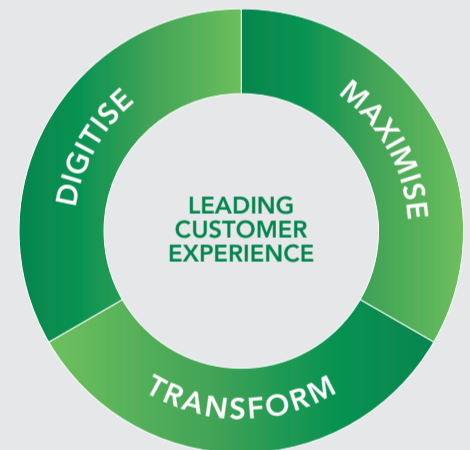 DIGITISE
MAXIMISE
LEADING
CUSTOMER
EXPERIENCE
TRANSFORM